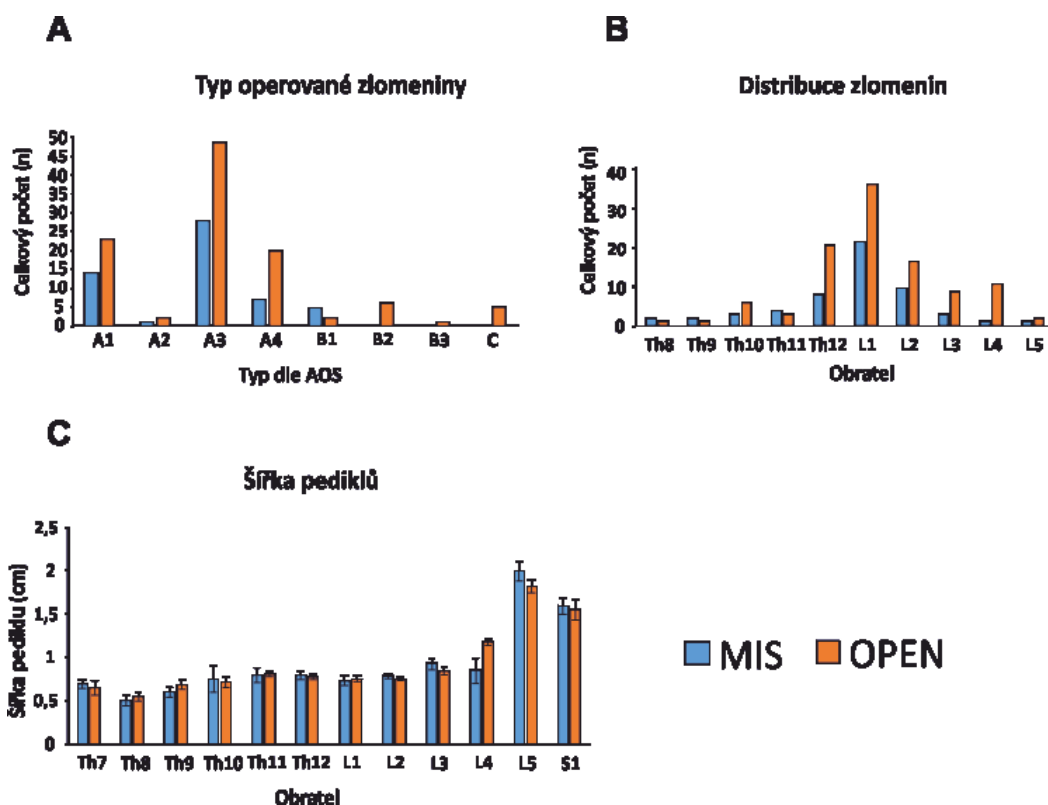 A
Typ operované zlomeniny
Celkový počet (n)
50
45
40
35
30
25
20
15
10
5
0
A1 A2 A3 A4 B1 B2 B3 C
Typ dle AOS
B
Distribuce zlomenin
Celkový počet (n)
40
30
20
10
0
Th8 Th9 Th10 Th11 Th12 L1 L2 L3 L4 L5
Obratel
C
Šířka pediklů
Šířka pediklu (cm)
2,5
2
1,5
1
0,5
0
Th7 Th8 Th9 Th10 Th11 Th12 L1 L2 L3 L4 L5 S1
Obratel
MIS OPEN